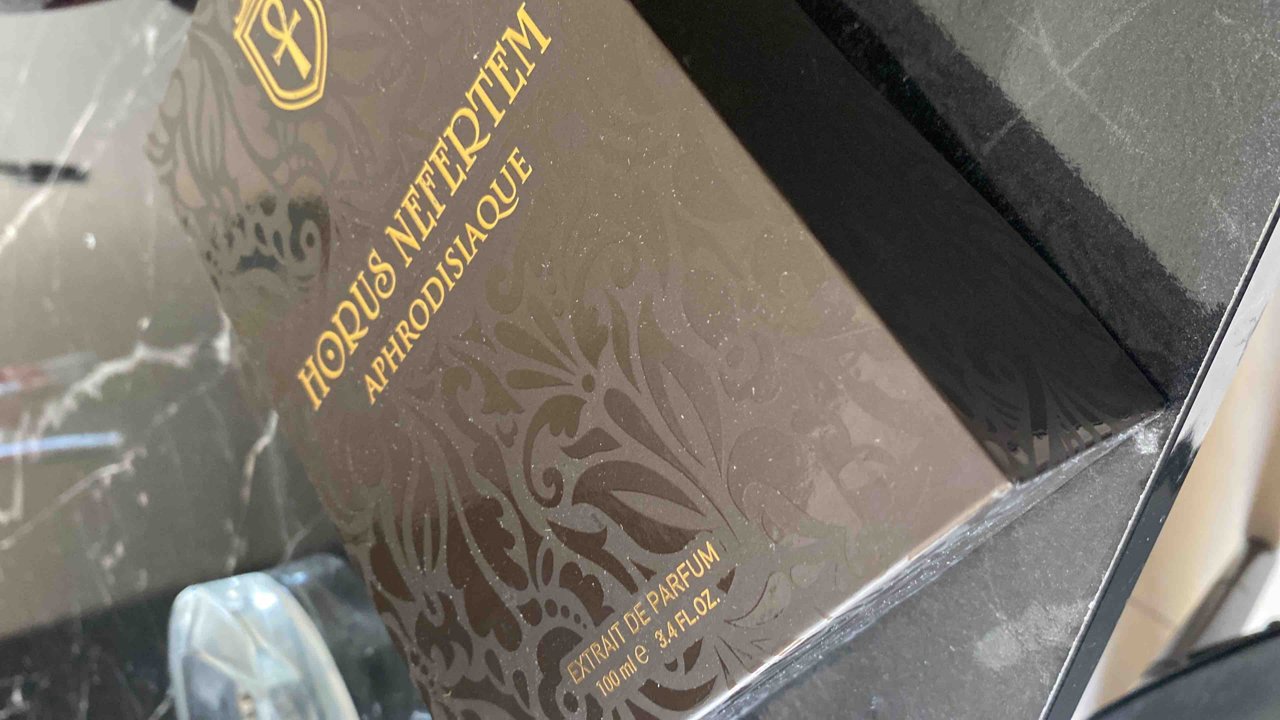 HORUS NEFERTEM
APHRODISIAQUE
EXTRAIT DE PARFUM
100 ml e 3.4 FL.OZ.